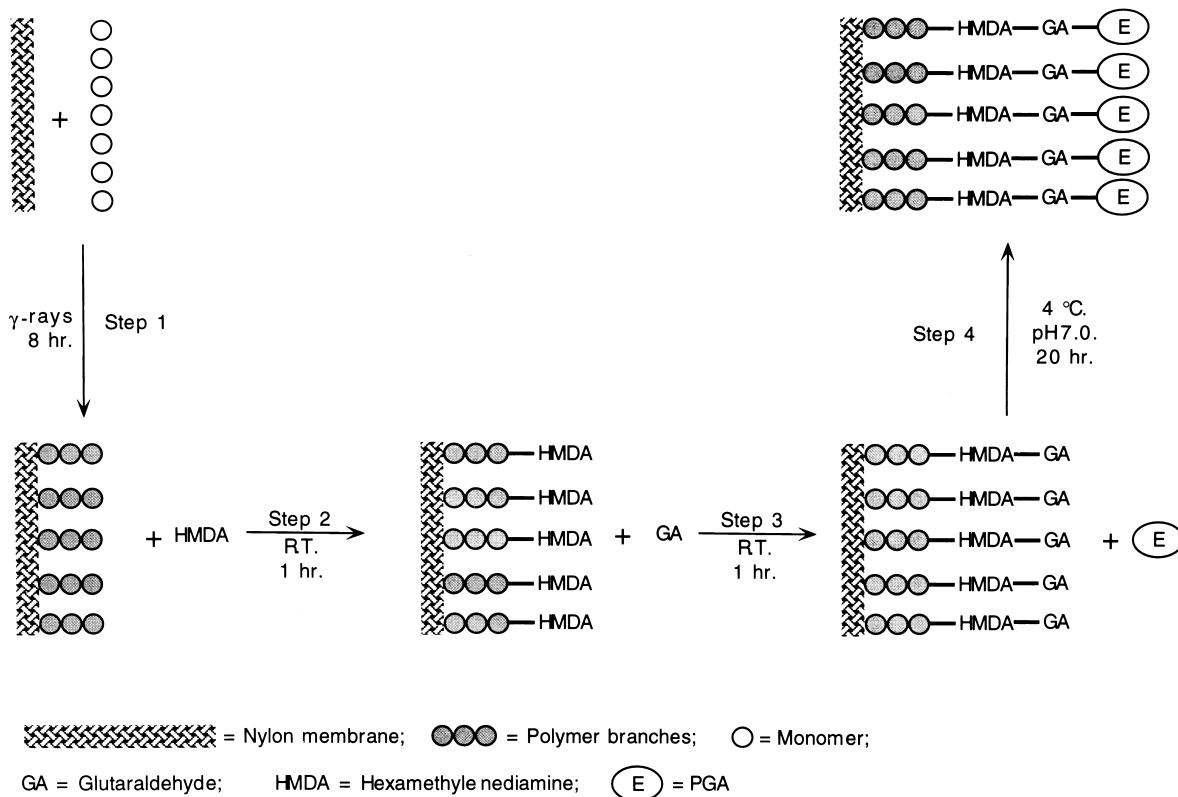 +
γ-rays
8 hr.
Step 1
+ HMDA
Step 2
R.T.
1 hr.
HMDA
HMDA
HMDA
HMDA
HMDA
+ GA
Step 3
R.T.
1 hr.
HMDA GA
HMDA GA
HMDA GA
HMDA GA
HMDA GA
+ E
Step 4
4 °C.
pH7.0.
20 hr.
HMDA GA E
HMDA GA E
HMDA GA E
HMDA GA E
HMDA GA E
= Nylon membrane; = Polymer branches; = Monomer;
GA = Glutaraldehyde; HMDA = Hexamethyle nediamine; E = PGA